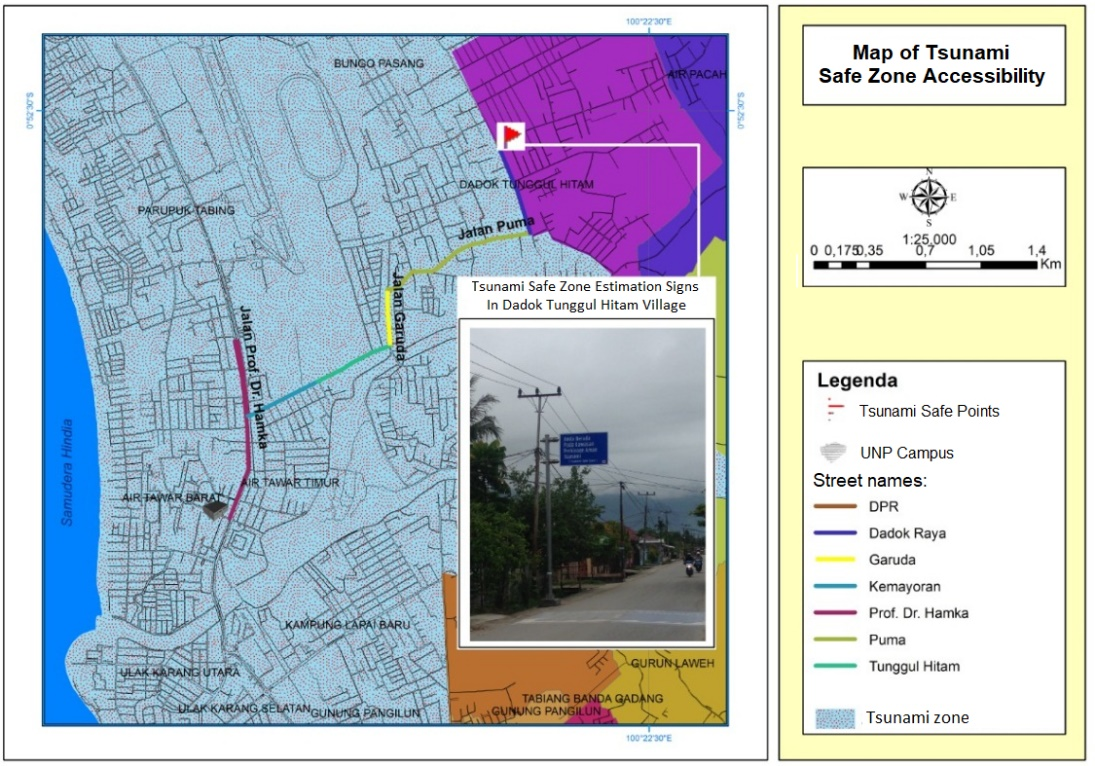 100°22'30"E
0°52'30"S
0°52'30"S
BUNGO PASANG
AIR PACAH
DADOK TUNGGUL HITAM
PARUPUK TABING
Jalan Puma
Jalan Garuda
Jalan Prof. Dr. Hamka
Samudera Hindia
AIR TAWAR TIMUR
AIR TAWAR BARAT
KAMPUNG LAPAI BARU
ULAK KARANG UTARA
ULAK KARANG SELATAN
GUNUNG PANGILUN
Tsunami Safe Zone Estimation Signs
In Dadok Tunggul Hitam Village
GURUN LAWEH
TABIANG BANDA GADANG
GUNUNG PANGILUN
100°22'30"E
Map of Tsunami
Safe Zone Accessibility
N
W E
S
1:25,000
0 0,175 0,35 0,7 1,05 1,4
Km
Legenda
Tsunami Safe Points
UNP Campus
Street names:
DPR
Dadok Raya
Garuda
Kemayoran
Prof. Dr. Hamka
Puma
Tunggul Hitam
Tsunami zone